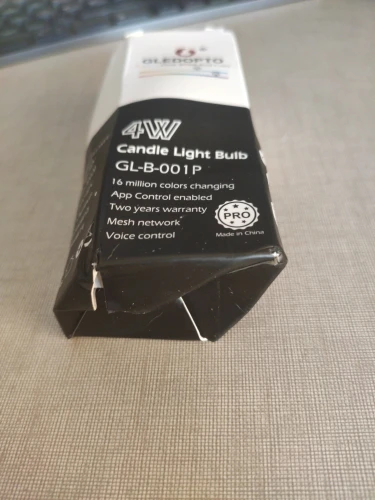 GLEDOPTO
4W
Candle Light Bulb
GL-B-001P
16 million colors changing
App Control enabled
Two years warranty
Mesh network
Voice control
PRO
Made in China